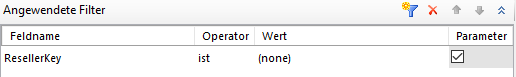 Angewendete Filter
Feldname Operator Wert Parameter
ResellerKey ist (none)